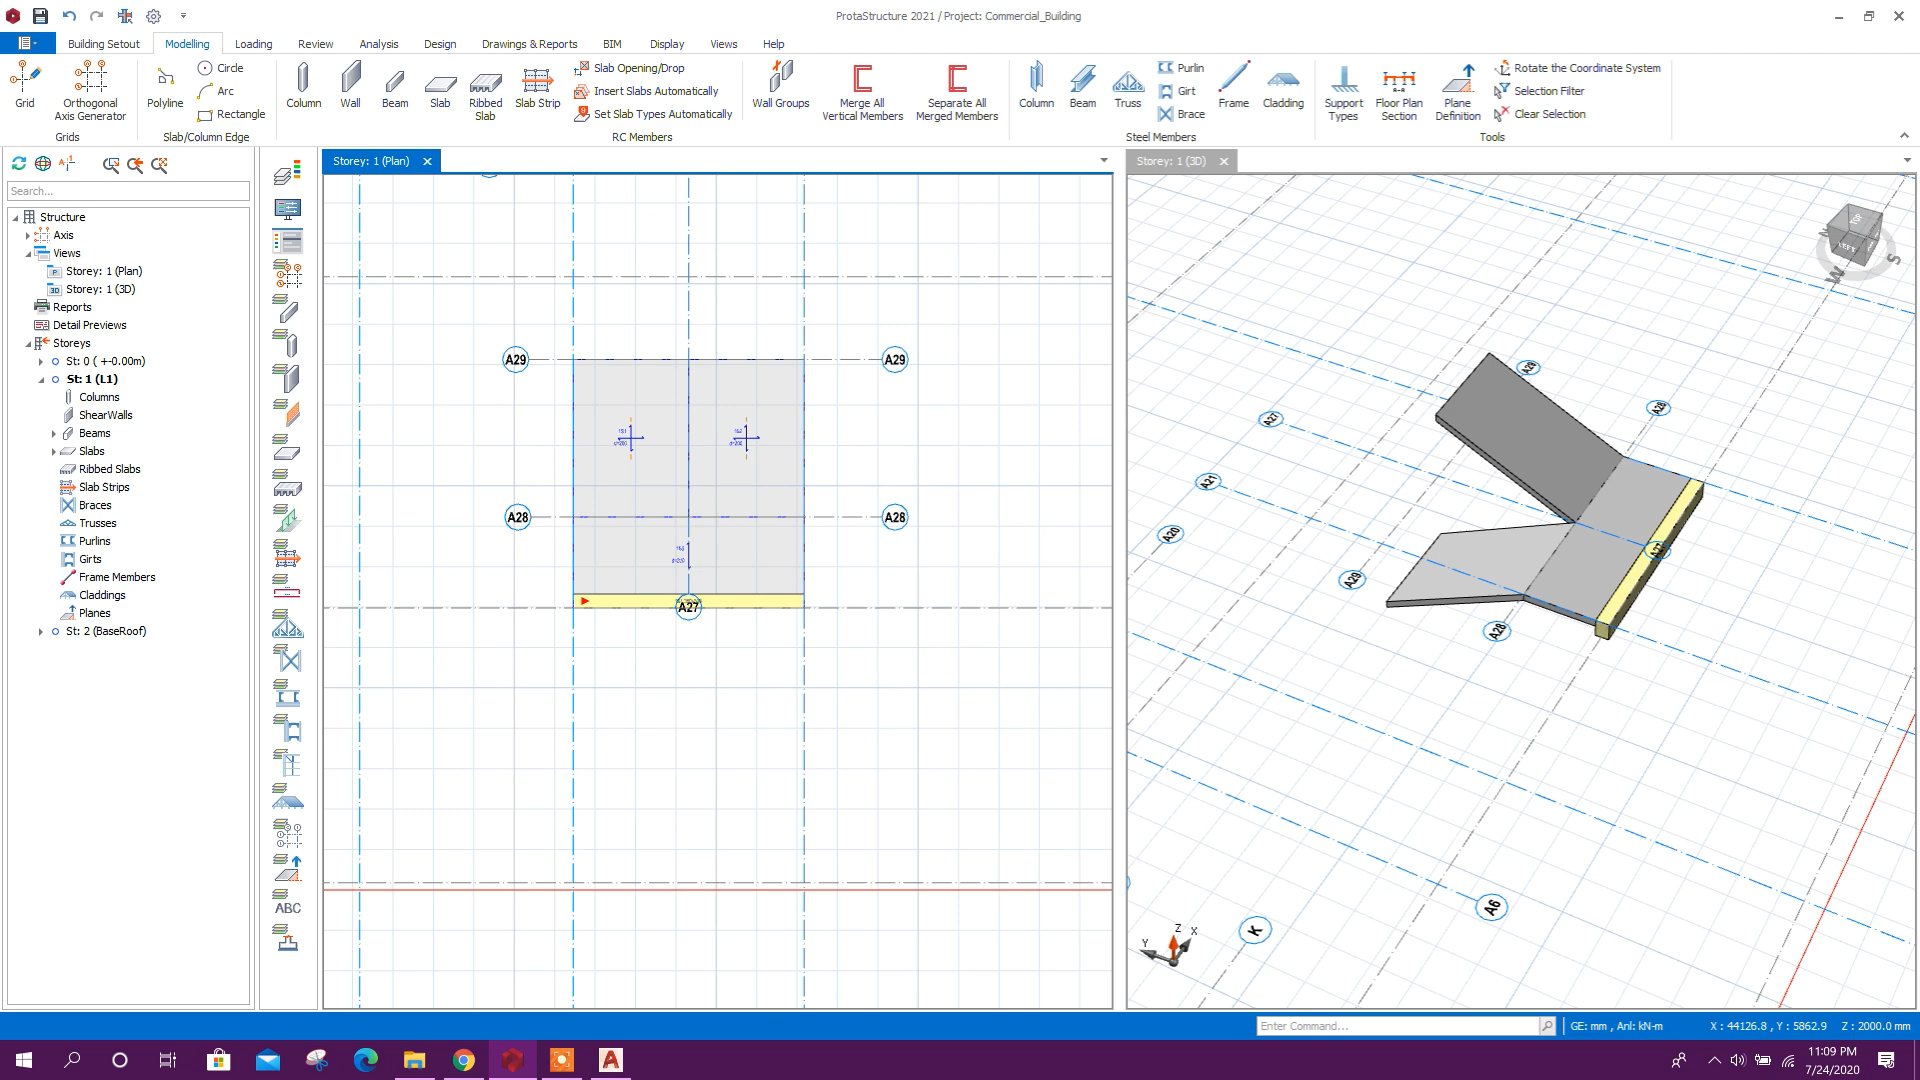 ProtaStructure 2021 / Project: Commercial_Building
Building Setout
Modelling
Loading
Review
Analysis
Design
Drawings & Reports
BIM
Display
Views
Help
Grid
Orthogonal
Axis Generator
Grids
Polyline
Circle
Arc
Rectangle
Slab/Column Edge
Column
Wall
Beam
Slab
Ribbed
Slab
Slab Strip
Slab Opening/Drop
Insert Slabs Automatically
Set Slab Types Automatically
RC Members
Wall Groups
Merge All
Vertical Members
Separate All
Merged Members
Column
Beam
Truss
Purlin
Girt
Brace
Frame
Cladding
Steel Members
Support
Types
Floor Plan
Section
Plane
Definition
Rotate the Coordinate System
Selection Filter
Clear Selection
Tools
Search...
Structure
Axis
Views
Storey: 1 (Plan)
Storey: 1 (3D)
Reports
Detail Previews
Storeys
St: 0 ( +-0.00m)
St: 1 (L1)
Columns
ShearWalls
Beams
Slabs
Ribbed Slabs
Slab Strips
Braces
Trusses
Purlins
Girts
Frame Members
Claddings
Planes
St: 2 (BaseRoof)
ABC
Storey: 1 (Plan)
A29
A29
A28
A28
A27
Storey: 1 (3D)
TOP
LEFT
W
S
A29
A28
A27
A21
A20
A29
A27
A28
A6
K
Z
X
Y
Enter Command...
GE: mm , Anl: kN-m
X : 44126.8 , Y : 5862.9
Z : 2000.0 mm
11:09 PM
7/24/2020